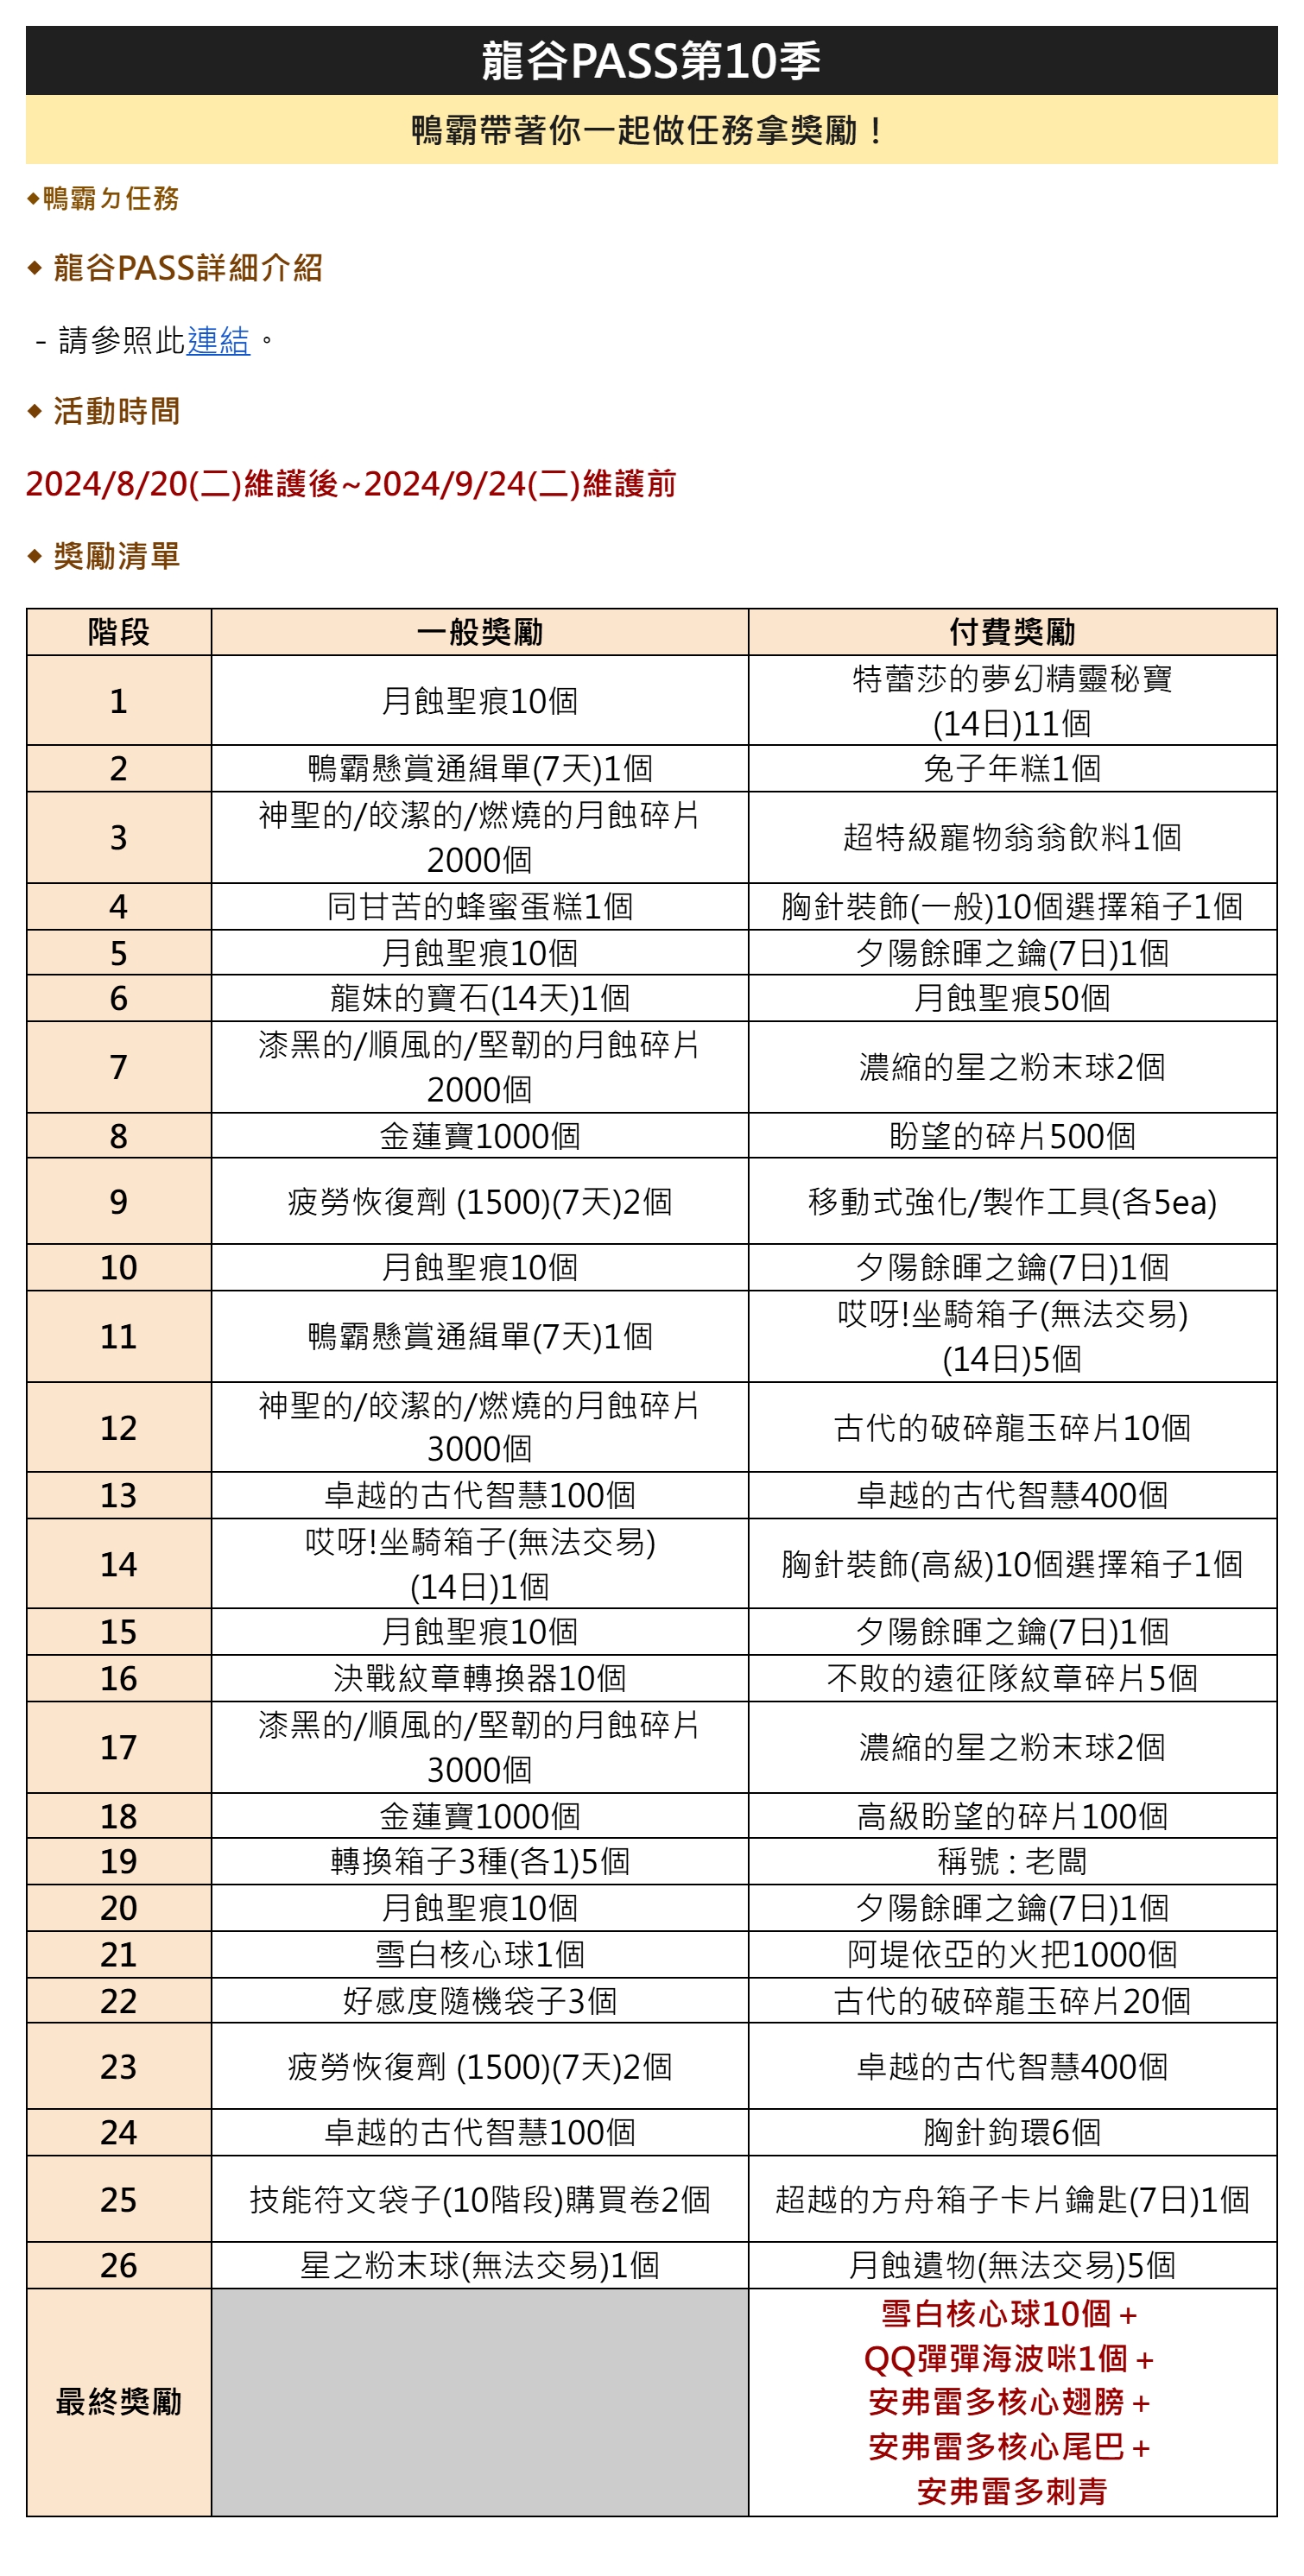 龍谷PASS第10季
鴨霸帶著你一起做任務拿獎勵！
◆鴨霸ㄉ任務
◆ 龍谷PASS詳細介紹
- 請參照此連結。
◆ 活動時間
2024/8/20(二)維護後~2024/9/24(二)維護前
◆ 獎勵清單
階段 一般獎勵 付費獎勵
1 月蝕聖痕10個 特蕾莎的夢幻精靈秘寶
(14日)11個
2 鴨霸懸賞通緝單(7天)1個 兔子年糕1個
3 神聖的/皎潔的/燃燒的月蝕碎片
2000個 超特級寵物翁翁飲料1個
4 同甘苦的蜂蜜蛋糕1個 胸針裝飾(一般)10個選擇箱子1個
5 月蝕聖痕10個 夕陽餘暉之鑰(7日)1個
6 龍妹的寶石(14天)1個 月蝕聖痕50個
7 漆黑的/順風的/堅韌的月蝕碎片
2000個 濃縮的星之粉末球2個
8 金蓮寶1000個 盼望的碎片500個
9 疲勞恢復劑 (1500)(7天)2個 移動式強化/製作工具(各5ea)
10 月蝕聖痕10個 夕陽餘暉之鑰(7日)1個
11 鴨霸懸賞通緝單(7天)1個 哎呀!坐騎箱子(無法交易)
(14日)5個
12 神聖的/皎潔的/燃燒的月蝕碎片
3000個 古代的破碎龍玉碎片10個
13 卓越的古代智慧100個 卓越的古代智慧400個
14 哎呀!坐騎箱子(無法交易)
(14日)1個 胸針裝飾(高級)10個選擇箱子1個
15 月蝕聖痕10個 夕陽餘暉之鑰(7日)1個
16 決戰紋章轉換器10個 不敗的遠征隊紋章碎片5個
17 漆黑的/順風的/堅韌的月蝕碎片
3000個 濃縮的星之粉末球2個
18 金蓮寶1000個 高級盼望的碎片100個
19 轉換箱子3種(各1)5個 稱號 : 老闆
20 月蝕聖痕10個 夕陽餘暉之鑰(7日)1個
21 雪白核心球1個 阿堤依亞的火把1000個
22 好感度隨機袋子3個 古代的破碎龍玉碎片20個
23 疲勞恢復劑 (1500)(7天)2個 卓越的古代智慧400個
24 卓越的古代智慧100個 胸針鉤環6個
25 技能符文袋子(10階段)購買卷2個 超越的方舟箱子卡片鑰匙(7日)1個
26 星之粉末球(無法交易)1個 月蝕遺物(無法交易)5個
最終獎勵 雪白核心球10個 +
QQ彈彈海波咪1個 +
安弗雷多核心翅膀 +
安弗雷多核心尾巴 +
安弗雷多刺青